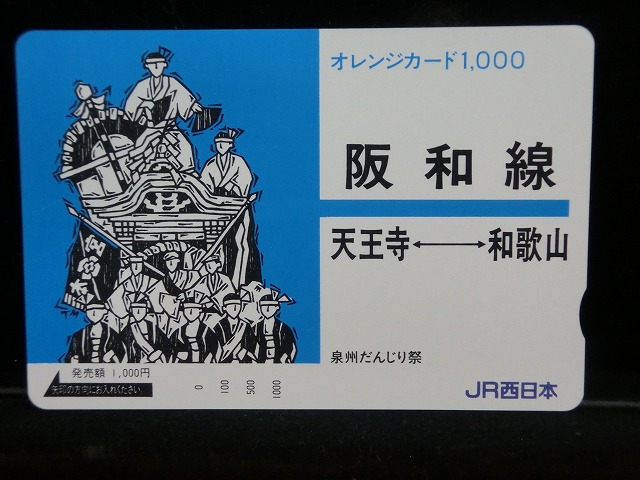 オレンジカード1,000
阪和線
天王寺⟷和歌山
泉州だんじり祭
発売額 1,000円
矢印の方向にお入れください
0 100 500 1000
JR西日本